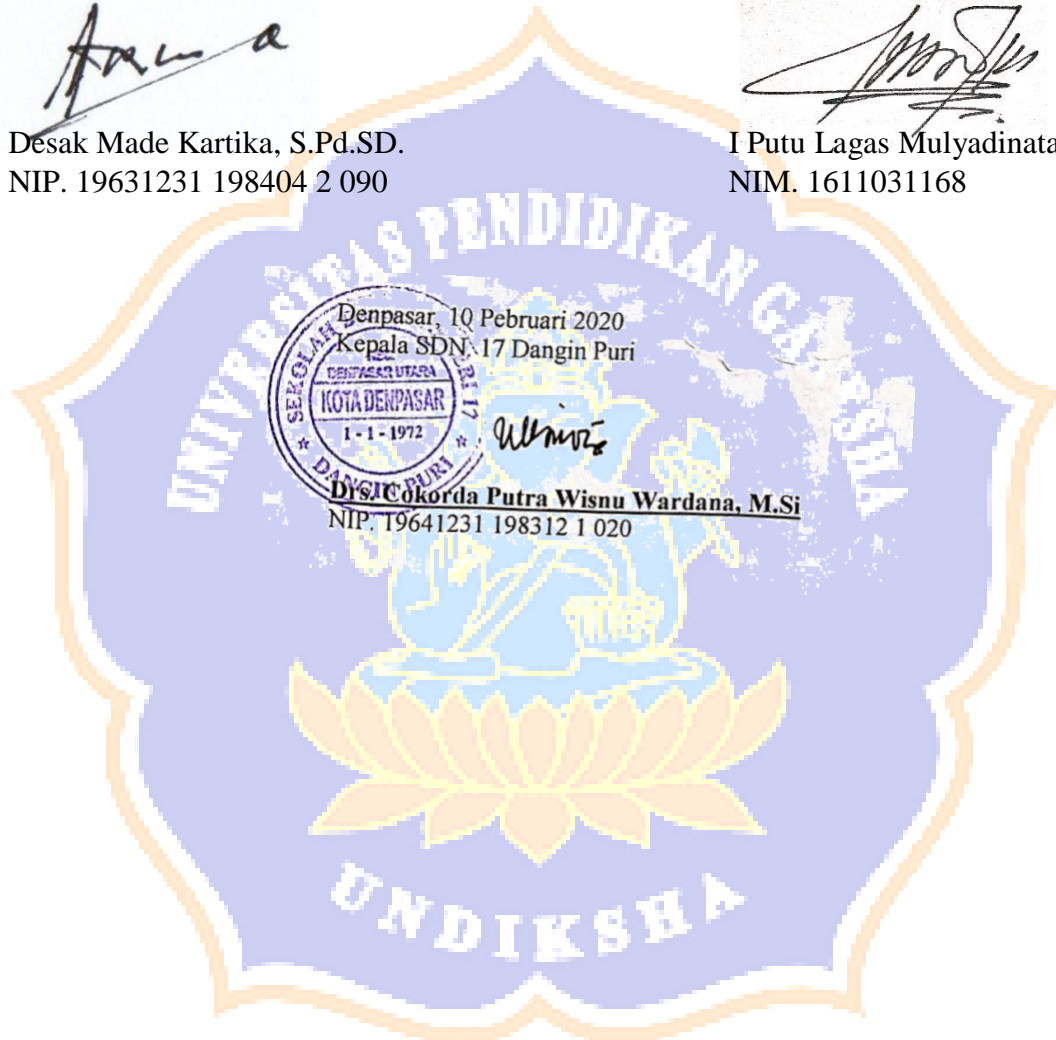 Desak Made Kartika, S.Pd.SD.
NIP. 19631231 198404 2 090
I Putu Lagas Mulyadinata
NIM. 1611031168
UNIVERSITAS PENDIDIKAN GANESHA
Denpasar, 10 Pebruari 2020
Kepala SDN. 17 Dangin Puri
SEKOLAH
DENPASAR UTARA
KOTA DENPASAR
1 - 1 - 1972
DANGIN PURI
Drs. Cokorda Putra Wisnu Wardana, M.Si
NIP. 19641231 198312 1 020
UNDIKSHA